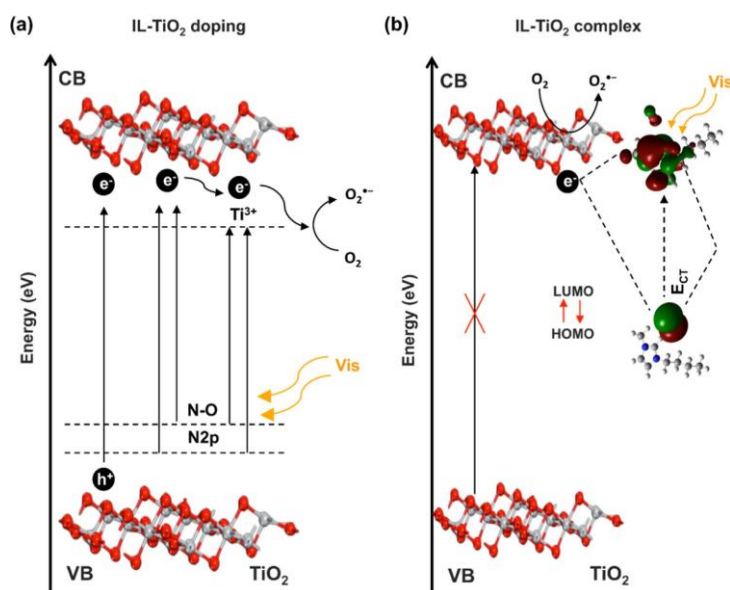 (a) IL-TiO₂ doping
CB
e⁻ e⁻ e⁻
Ti³⁺
O₂•⁻
O₂
Energy (eV)
Vis
N-O
N2p
h⁺
VB TiO₂
(b) IL-TiO₂ complex
CB
O₂ O₂•⁻
Vis
e⁻
Energy (eV)
E_CT
LUMO
HOMO
VB TiO₂